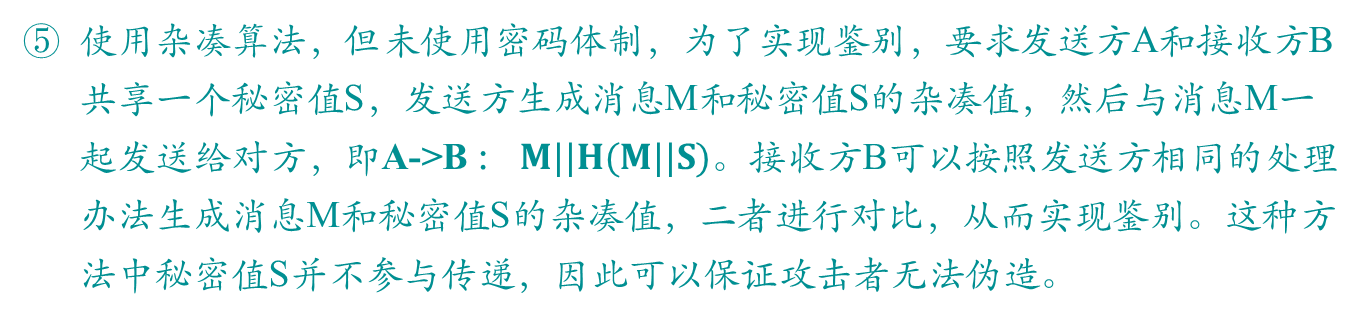 ⑤ 使用杂凑算法，但未使用密码体制，为了实现鉴别，要求发送方A和接收方B
共享一个秘密值S，发送方生成消息M和秘密值S的杂凑值，然后与消息M一
起发送给对方，即A->B： M||H(M||S)。接收方B可以按照发送方相同的处理
办法生成消息M和秘密值S的杂凑值，二者进行对比，从而实现鉴别。这种方
法中秘密值S并不参与传递，因此可以保证攻击者无法伪造。